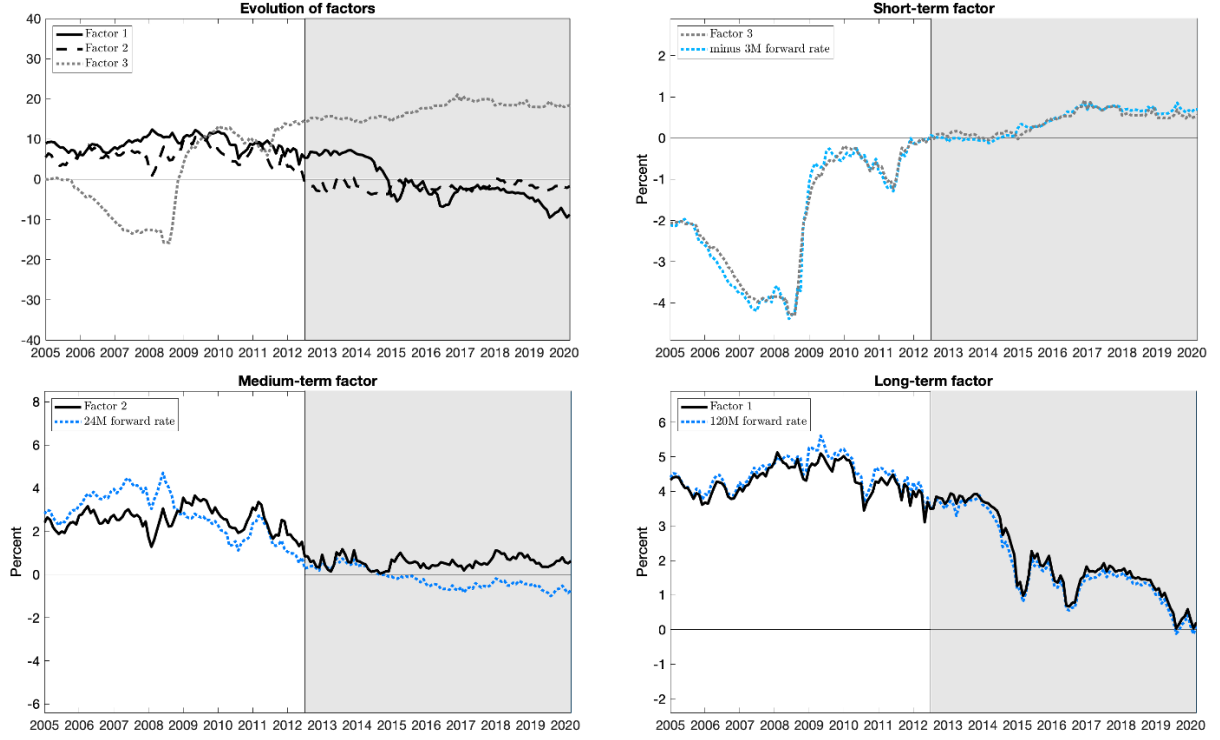 Evolution of factors
Factor 1
Factor 2
Factor 3
40
30
20
10
0
-10
-20
-30
-40
2005 2006 2007 2008 2009 2010 2011 2012 2013 2014 2015 2016 2017 2018 2019 2020
Short-term factor
Factor 3
minus 3M forward rate
Percent
2
1
0
-1
-2
-3
-4
2005 2006 2007 2008 2009 2010 2011 2012 2013 2014 2015 2016 2017 2018 2019 2020
Medium-term factor
Factor 2
24M forward rate
Percent
8
6
4
2
0
-2
-4
-6
2005 2006 2007 2008 2009 2010 2011 2012 2013 2014 2015 2016 2017 2018 2019 2020
Long-term factor
Factor 1
120M forward rate
Percent
6
5
4
3
2
1
0
-1
-2
2005 2006 2007 2008 2009 2010 2011 2012 2013 2014 2015 2016 2017 2018 2019 2020